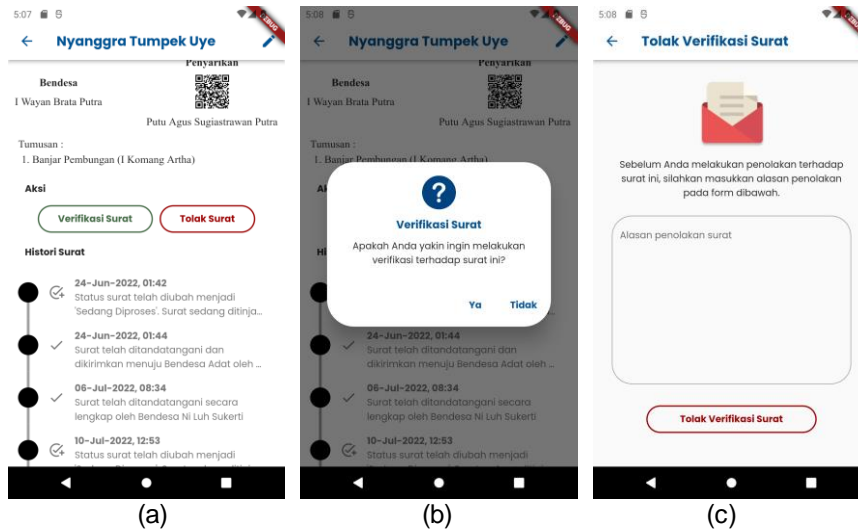 5:07
DEBUG
Nyanggra Tumpek Uye
Penyarikan
Bendesa
I Wayan Brata Putra
Putu Agus Sugiastrawan Putra
Tumusan :
1. Banjar Pembungan (I Komang Artha)
Aksi
Verifikasi Surat
Tolak Surat
Histori Surat
24-Jun-2022, 01:42
Status surat telah diubah menjadi
'Sedang Diproses'. Surat sedang ditinja...
24-Jun-2022, 01:44
Surat telah ditandatangani dan
dikirimkan menuju Bendesa Adat oleh ...
06-Jul-2022, 08:34
Surat telah ditandatangani secara
lengkap oleh Bendesa Ni Luh Sukerti
10-Jul-2022, 12:53
Status surat telah diubah menjadi
(a)
5:08
DEBUG
Nyanggra Tumpek Uye
Penyarikan
Bendesa
I Wayan Brata Putra
Putu Agus Sugiastrawan Putra
Tumusan :
1. Banjar Pembungan (I Komang Artha)
?
Verifikasi Surat
Apakah Anda yakin ingin melakukan
verifikasi terhadap surat ini?
Ya
Tidak
24-Jun-2022, 01:44
Surat telah ditandatangani dan
dikirimkan menuju Bendesa Adat oleh ...
06-Jul-2022, 08:34
Surat telah ditandatangani secara
lengkap oleh Bendesa Ni Luh Sukerti
10-Jul-2022, 12:53
Status surat telah diubah menjadi
(b)
5:08
DEBUG
Tolak Verifikasi Surat
Sebelum Anda melakukan penolakan terhadap
surat ini, silahkan masukkan alasan penolakan
pada form dibawah.
Alasan penolakan surat
Tolak Verifikasi Surat
(c)